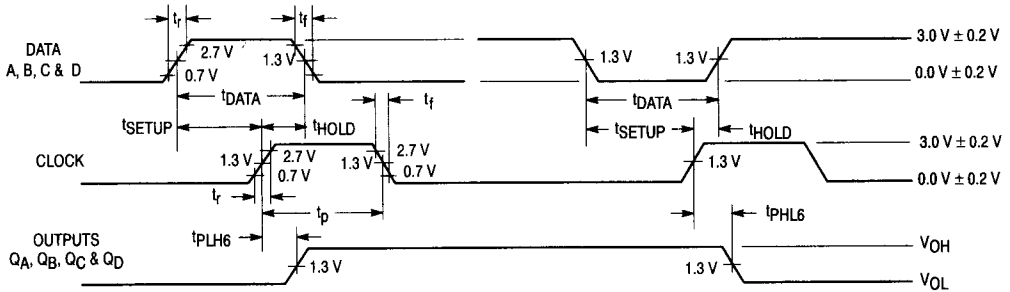 tr
tf
DATA
A, B, C & D
2.7 V
0.7 V
1.3 V
1.3 V
1.3 V
3.0 V ± 0.2 V
0.0 V ± 0.2 V
tDATA
tf
tDATA
tSETUP
tHOLD
tSETUP
tHOLD
CLOCK
1.3 V
2.7 V
0.7 V
1.3 V
2.7 V
0.7 V
1.3 V
3.0 V ± 0.2 V
0.0 V ± 0.2 V
tr
tp
tPLH6
tPHL6
OUTPUTS
QA, QB, QC & QD
1.3 V
1.3 V
VOH
VOL